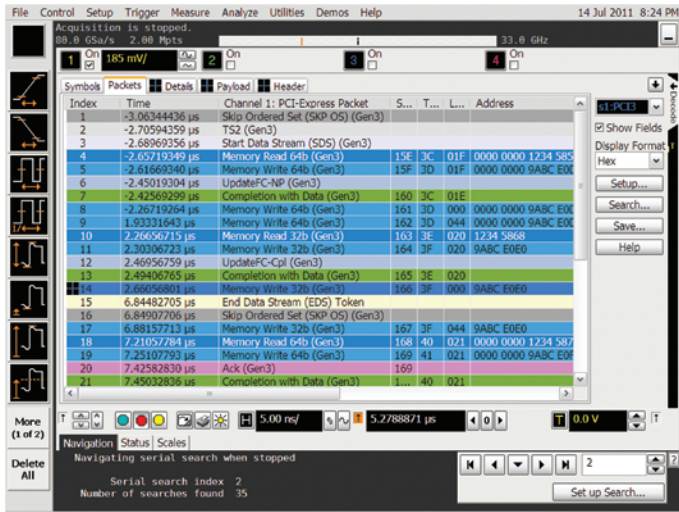 File Control Setup Trigger Measure Analyze Utilities Demos Help 14 Jul 2011 8:24 PM
Acquisition is stopped.
80.0 GSa/s 2.00 Mpts 33.0 GHz
1 On 185 mV/ 2 On 3 On 4 On
Symbols Packets Details Payload Header
Index Time Channel 1: PCI-Express Packet S... T... L... Address
1 -3.06344436 µs Skip Ordered Set (SKP OS) (Gen3)
2 -2.70594359 µs TS2 (Gen3)
3 -2.68969356 µs Start Data Stream (SDS) (Gen3)
4 -2.65719349 µs Memory Read 64b (Gen3) 15E 3C 01F 0000 0000 1234 585
5 -2.61669340 µs Memory Write 64b (Gen3) 15F 3D 01F 0000 0000 9ABC E0D
6 -2.45019304 µs UpdateFC-NP (Gen3)
7 -2.42569299 µs Completion with Data (Gen3) 160 3C 01E
8 -2.26719264 µs Memory Write 64b (Gen3) 161 3D 000 0000 0000 9ABC E0D
9 1.93331643 µs Memory Write 64b (Gen3) 162 3D 044 0000 0000 9ABC E0D
10 2.26656715 µs Memory Read 32b (Gen3) 163 3E 020 1234 5868
11 2.30306723 µs Memory Write 32b (Gen3) 164 3F 020 9ABC E0E0
12 2.46956759 µs UpdateFC-Cpl (Gen3)
13 2.49406765 µs Completion with Data (Gen3) 165 3E 020
14 2.66056801 µs Memory Write 32b (Gen3) 166 3F 000 9ABC E0E0
15 6.84482705 µs End Data Stream (EDS) Token
16 6.84907706 µs Skip Ordered Set (SKP OS) (Gen3)
17 6.88157713 µs Memory Write 32b (Gen3) 167 3F 044 9ABC E0E0
18 7.21057784 µs Memory Read 64b (Gen3) 168 40 021 0000 0000 1234 587
19 7.25107793 µs Memory Write 64b (Gen3) 169 41 021 0000 0000 9ABC E0F
20 7.42582830 µs Ack (Gen3) 169
21 7.45032836 µs Completion with Data (Gen3) 1... 40 021
s1:PCI3
Decode
Show Fields
Display Format
Hex
Setup...
Search...
Save...
Help
More
(1 of 2)
Delete
All
H 5.00 ns/ 5.2788871 µs 0 T 0.0 V
Navigation Status Scales
Navigating serial search when stopped
Serial search index 2
Number of searches found 35
2
Set up Search...